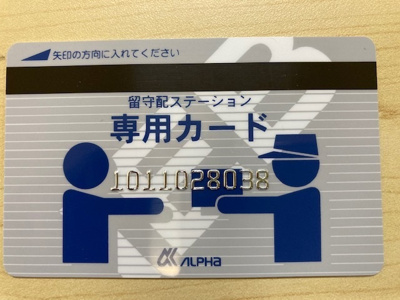 矢印の方向に入れてください
留守配ステーション
専用カード
1011028038
ALPHA